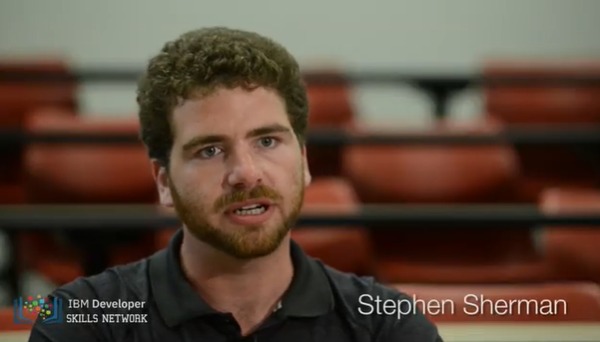 IBM Developer
SKILLS NETWORK
Stephen Sherman